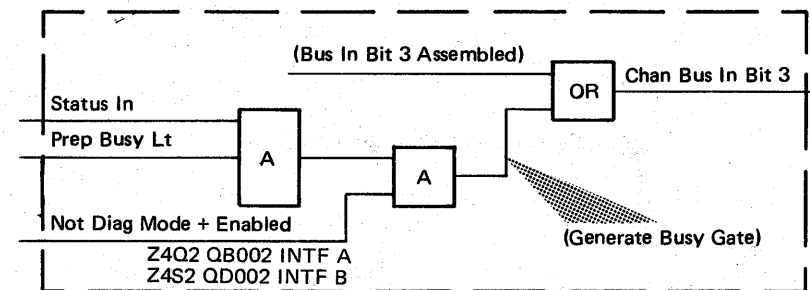 (Bus In Bit 3 Assembled)
OR
Chan Bus In Bit 3
Status In
Prep Busy Lt
A
A
Not Diag Mode + Enabled
(Generate Busy Gate)
Z4Q2 QB002 INTF A
Z4S2 QD002 INTF B